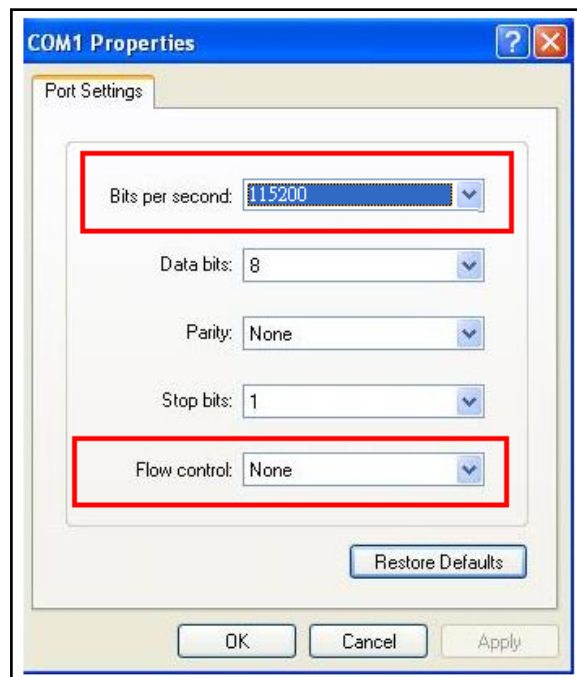 COM1 Properties
Port Settings
Bits per second: 115200
Data bits: 8
Parity: None
Stop bits: 1
Flow control: None
Restore Defaults
OK Cancel Apply